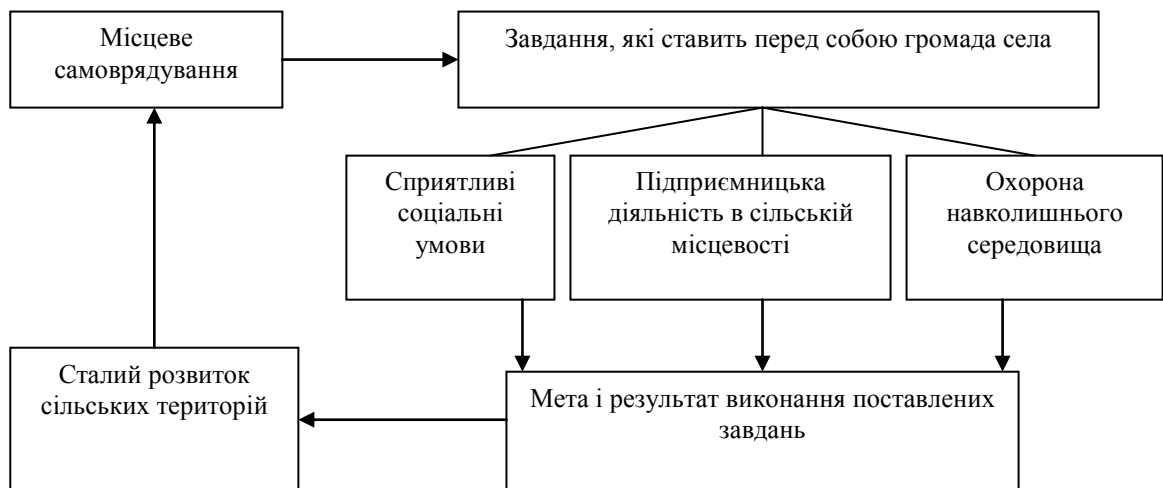 Місцеве
самоврядування
Завдання, які ставить перед собою громада села
Сприятливі
соціальні
умови
Підприємницька
діяльність в сільській
місцевості
Охорона
навколишнього
середовища
Сталий розвиток
сільських територій
Мета і результат виконання поставлених
завдань